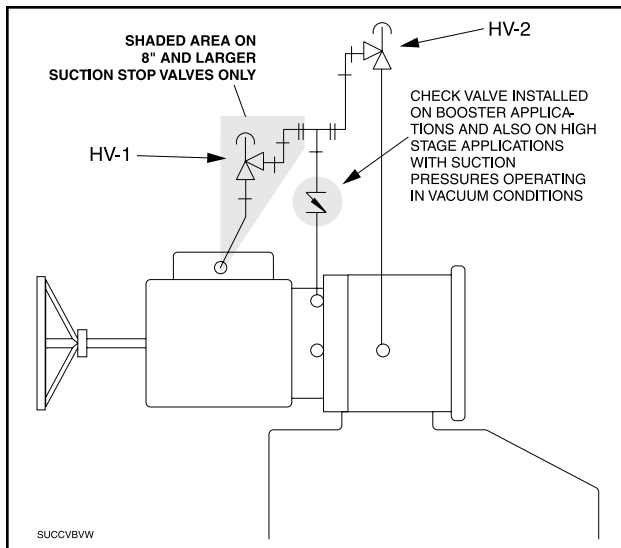 SHADED AREA ON
8" AND LARGER
SUCTION STOP VALVES ONLY
HV-2
HV-1
CHECK VALVE INSTALLED
ON BOOSTER APPLICA-
TIONS AND ALSO ON HIGH
STAGE APPLICATIONS
WITH SUCTION
PRESSURES OPERATING
IN VACUUM CONDITIONS
SUCCVBVW